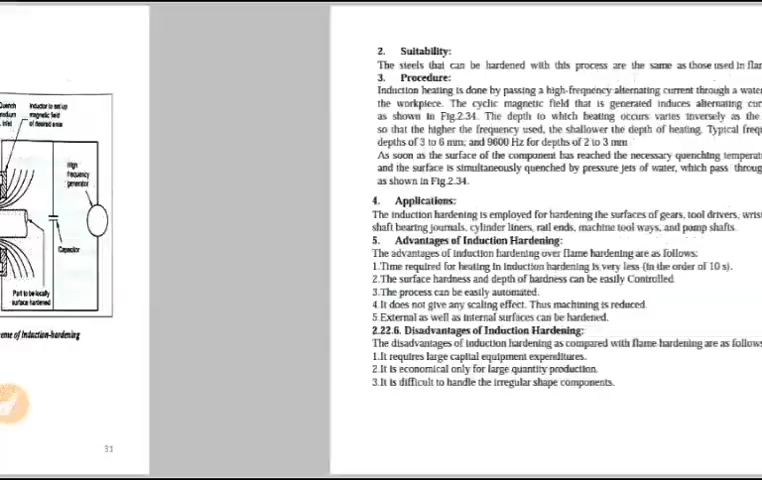 Quench
medium
inlet
Inductor to set up
magnetic field
of desired area
High
frequency
generator
Capacitor
Part to be locally
surface hardened
eme of Induction-hardening
31
2. Suitability:
The steels that can be hardened with this process are the same as those used in flam
3. Procedure:
Induction heating is done by passing a high-frequency alternating current through a water
the workpiece. The cyclic magnetic field that is generated induces alternating cur
as shown in Fig.2.34. The depth to which heating occurs varies inversely as the
so that the higher the frequency used, the shallower the depth of heating. Typical freq
depths of 3 to 6 mm; and 9600 Hz for depths of 2 to 3 mm
As soon as the surface of the component has reached the necessary quenching temperat
and the surface is simultaneously quenched by pressure jets of water, which pass throug
as shown in Fig.2.34.
4. Applications:
The induction hardening is employed for hardening the surfaces of gears, tool drivers, wris
shaft bearing journals, cylinder liners, rail ends, machine tool ways, and pump shafts.
5. Advantages of Induction Hardening:
The advantages of induction hardening over flame hardening are as follows:
1.Time required for heating in induction hardening is very less (in the order of 10 s).
2.The surface hardness and depth of hardness can be easily Controlled
3.The process can be easily automated.
4.It does not give any scaling effect. Thus machining is reduced.
5.External as well as internal surfaces can be hardened.
2.22.6. Disadvantages of Induction Hardening:
The disadvantages of induction hardening as compared with flame hardening are as follows
1.It requires large capital equipment expenditures.
2.It is economical only for large quantity production.
3.It is difficult to handle the irregular shape components.